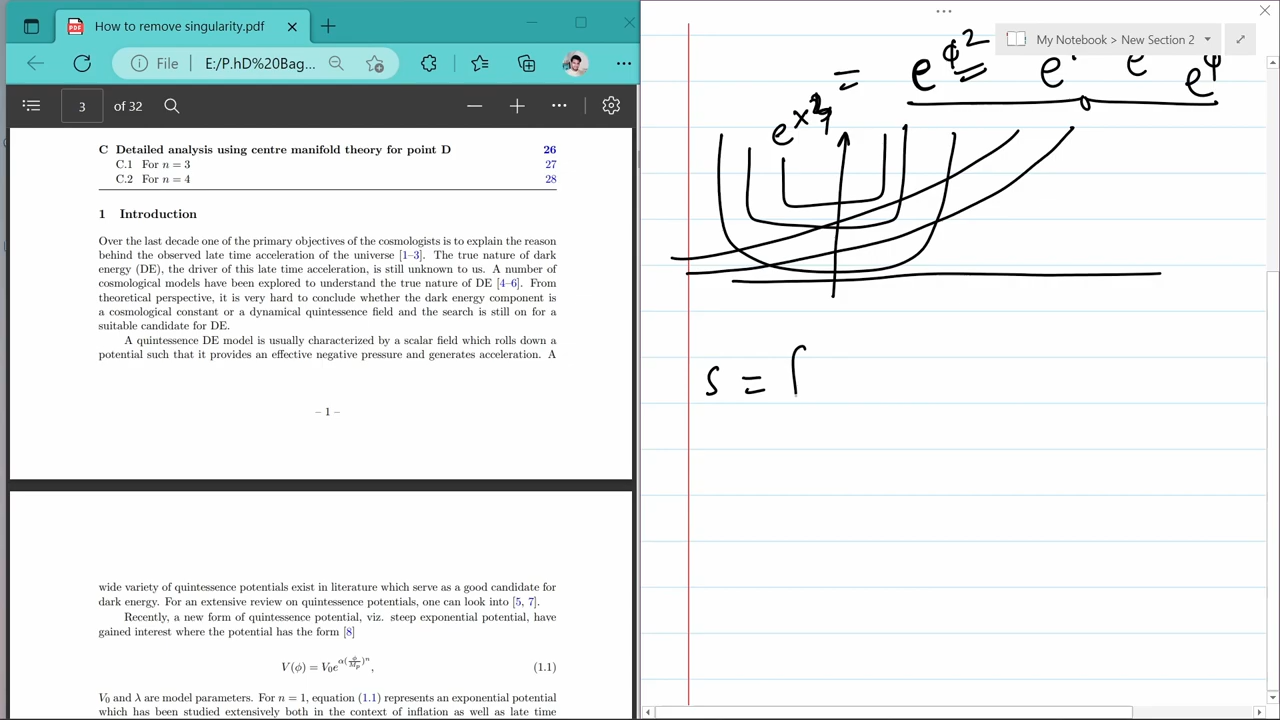 How to remove singularity.pdf
File
E:/P.hD%20Bag...
3
of 32
C Detailed analysis using centre manifold theory for point D 26
C.1 For n = 3 27
C.2 For n = 4 28
1 Introduction
Over the last decade one of the primary objectives of the cosmologists is to explain the reason
behind the observed late time acceleration of the universe [1–3]. The true nature of dark
energy (DE), the driver of this late time acceleration, is still unknown to us. A number of
cosmological models have been explored to understand the true nature of DE [4–6]. From
theoretical perspective, it is very hard to conclude whether the dark energy component is
a cosmological constant or a dynamical quintessence field and the search is still on for a
suitable candidate for DE.
A quintessence DE model is usually characterized by a scalar field which rolls down a
potential such that it provides an effective negative pressure and generates acceleration. A
– 1 –
wide variety of quintessence potentials exist in literature which serve as a good candidate for
dark energy. For an extensive review on quintessence potentials, one can look into [5, 7].
Recently, a new form of quintessence potential, viz. steep exponential potential, have
gained interest where the potential has the form [8]
V(ϕ) = V₀e^{α(ϕ/Mₚ)ⁿ}, (1.1)
V₀ and λ are model parameters. For n = 1, equation (1.1) represents an exponential potential
which has been studied extensively both in the context of inflation as well as late time
My Notebook > New Section 2
= e^{ϕ²}
s = ∫